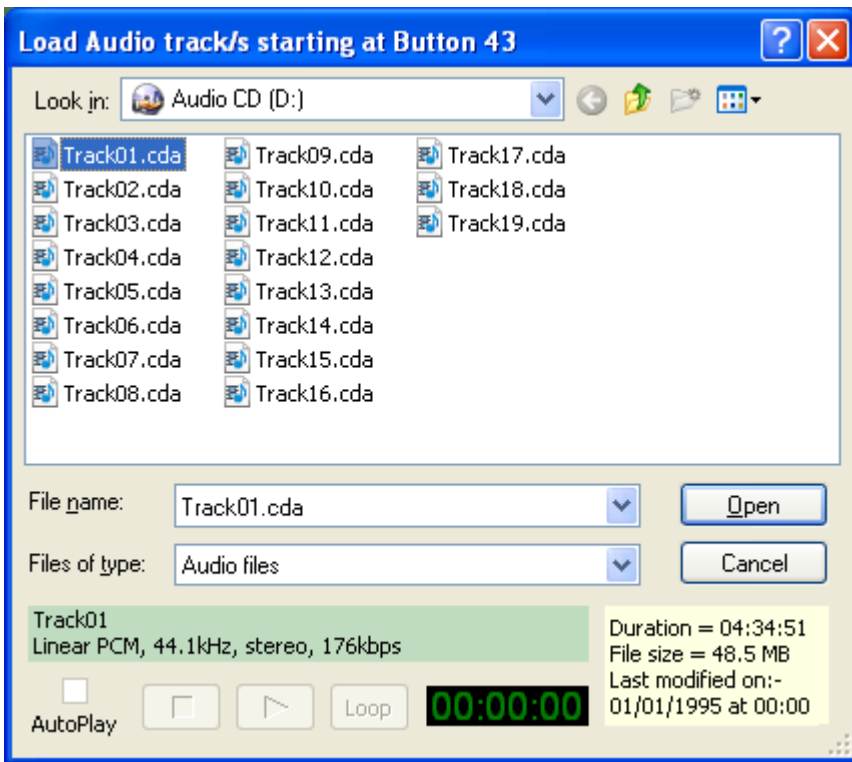 Load Audio track/s starting at Button 43
Look in: Audio CD (D:)
Track01.cda
Track02.cda
Track03.cda
Track04.cda
Track05.cda
Track06.cda
Track07.cda
Track08.cda
Track09.cda
Track10.cda
Track11.cda
Track12.cda
Track13.cda
Track14.cda
Track15.cda
Track16.cda
Track17.cda
Track18.cda
Track19.cda
File name: Track01.cda
Open
Files of type: Audio files
Cancel
Track01
Linear PCM, 44.1kHz, stereo, 176kbps
Duration = 04:34:51
File size = 48.5 MB
Last modified on:-
01/01/1995 at 00:00
AutoPlay
Loop
00:00:00